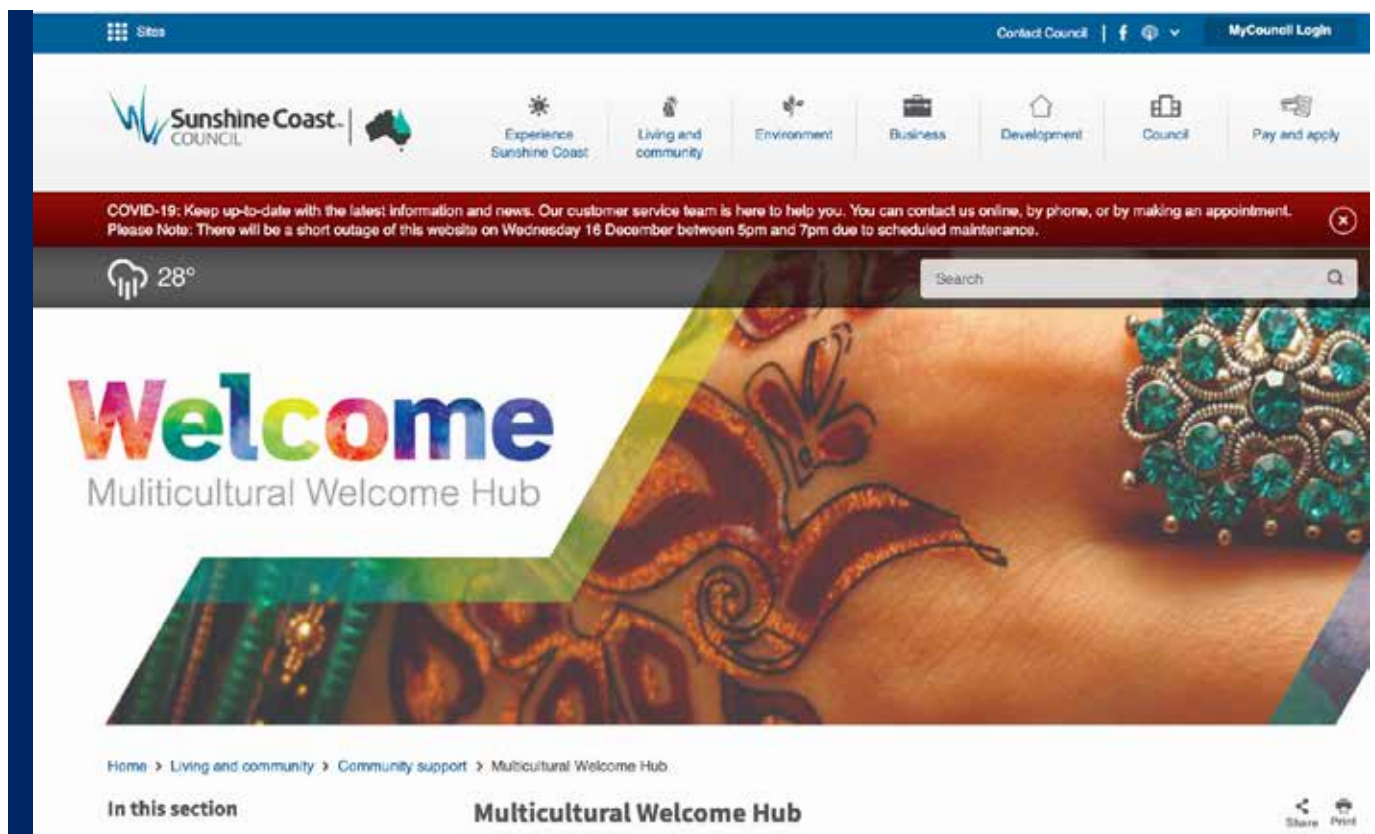 Sites
Contact Council
MyCouncil Login
Sunshine Coast
COUNCIL
Experience
Sunshine Coast
Living and
community
Environment
Business
Development
Council
Pay and apply
COVID-19: Keep up-to-date with the latest information and news. Our customer service team is here to help you. You can contact us online, by phone, or by making an appointment.
Please Note: There will be a short outage of this website on Wednesday 16 December between 5pm and 7pm due to scheduled maintenance.
28°
Search
Welcome
Muliticultural Welcome Hub
Home > Living and community > Community support > Multicultural Welcome Hub
In this section
Multicultural Welcome Hub
Share Print